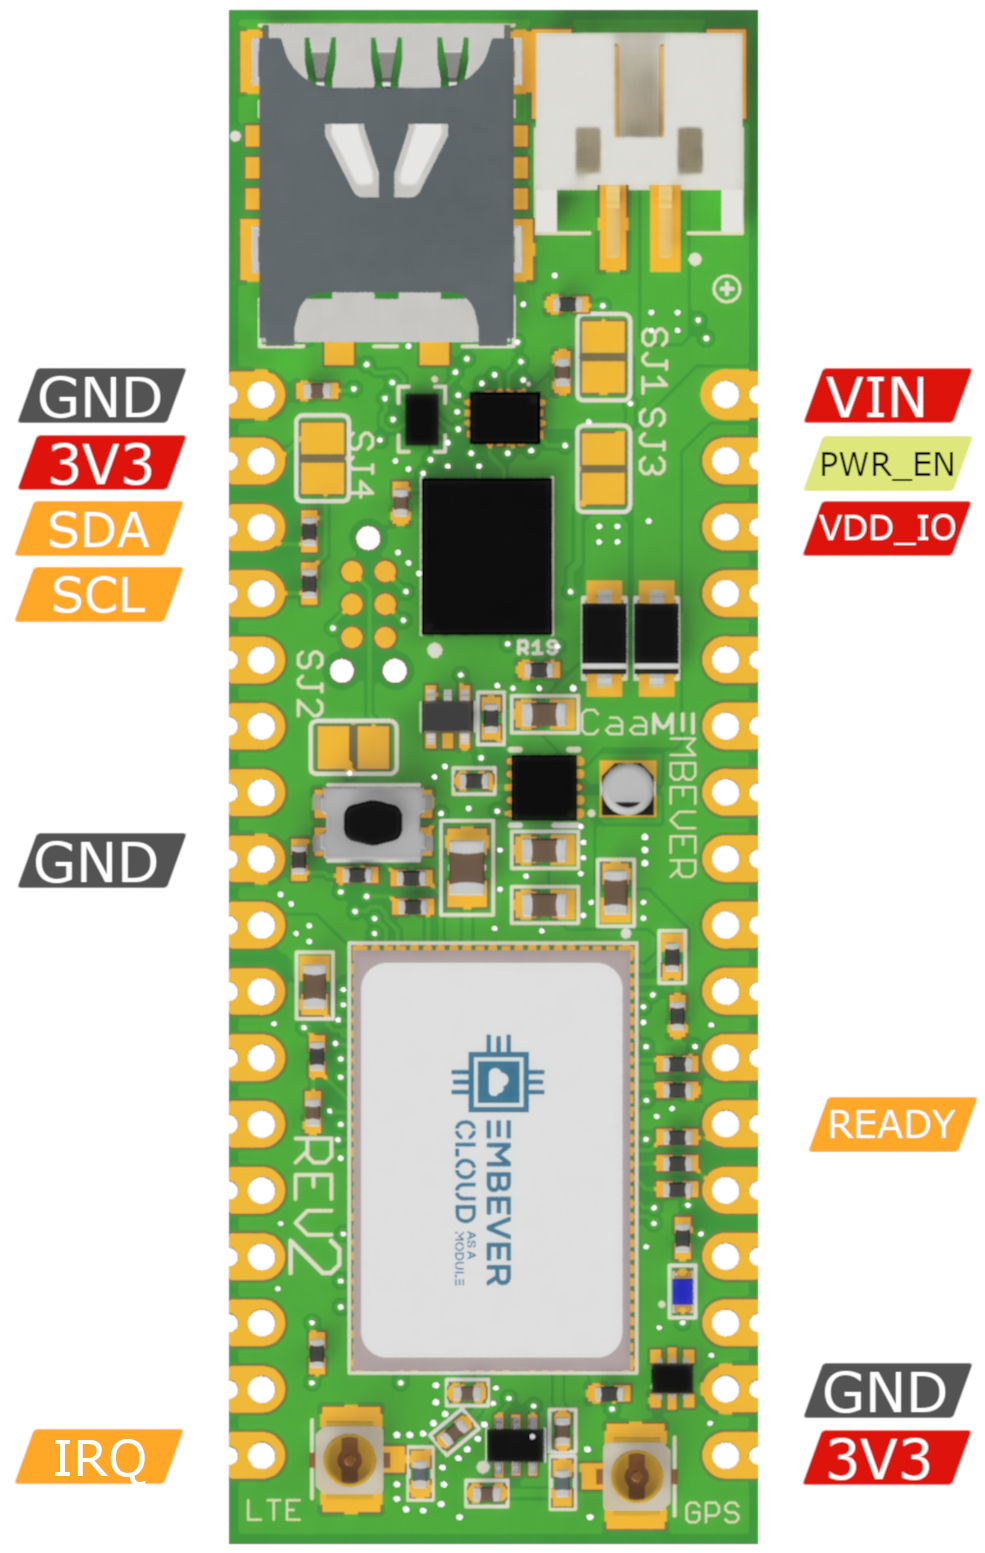 GND
3V3
SDA
SCL
GND
IRQ
VIN
PWR_EN
VDD_IO
READY
GND
3V3
SJ1
SJ3
SJ4
SJ2
R19
CaaM
EMBEVER
REV2
EMBEVER
CLOUD
AS A
MODULE
LTE
GPS